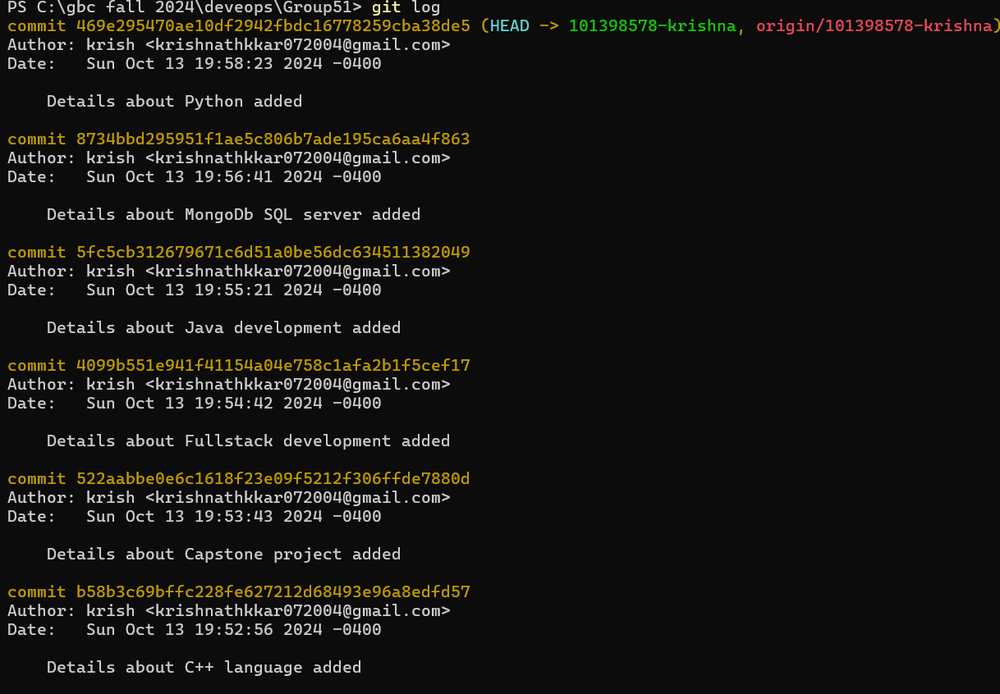 PS C:\gbc fall 2024\deveops\Group51> git log
commit 469e295470ae10df2942fbdc16778259cba38de5 (HEAD -> 101398578-krishna, origin/101398578-krishna)
Author: krish <krishnathkkar072004@gmail.com>
Date:   Sun Oct 13 19:58:23 2024 -0400
    Details about Python added
commit 8734bbd295951f1ae5c806b7ade195ca6aa4f863
Author: krish <krishnathkkar072004@gmail.com>
Date:   Sun Oct 13 19:56:41 2024 -0400
    Details about MongoDb SQL server added
commit 5fc5cb312679671c6d51a0be56dc634511382049
Author: krish <krishnathkkar072004@gmail.com>
Date:   Sun Oct 13 19:55:21 2024 -0400
    Details about Java development added
commit 4099b551e941f41154a04e758c1afa2b1f5cef17
Author: krish <krishnathkkar072004@gmail.com>
Date:   Sun Oct 13 19:54:42 2024 -0400
    Details about Fullstack development added
commit 522aabbe0e6c1618f23e09f5212f306ffde7880d
Author: krish <krishnathkkar072004@gmail.com>
Date:   Sun Oct 13 19:53:43 2024 -0400
    Details about Capstone project added
commit b58b3c69bffc228fe627212d68493e96a8edfd57
Author: krish <krishnathkkar072004@gmail.com>
Date:   Sun Oct 13 19:52:56 2024 -0400
    Details about C++ language added